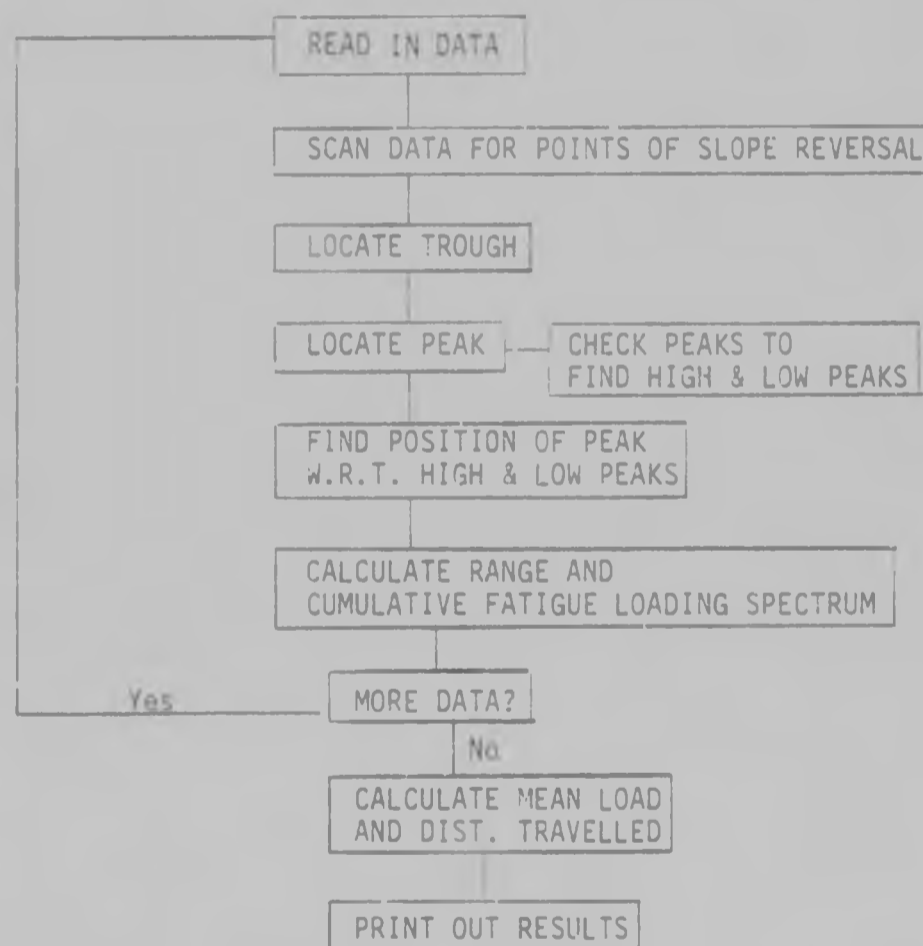 READ IN DATA
SCAN DATA FOR POINTS OF SLOPE REVERSAL
LOCATE TROUGH
LOCATE PEAK
CHECK PEAKS TO
FIND HIGH & LOW PEAKS
FIND POSITION OF PEAK
W.R.T. HIGH & LOW PEAKS
CALCULATE RANGE AND
CUMULATIVE FATIGUE LOADING SPECTRUM
Yes
MORE DATA?
No
CALCULATE MEAN LOAD
AND DIST. TRAVELLED
PRINT OUT RESULTS